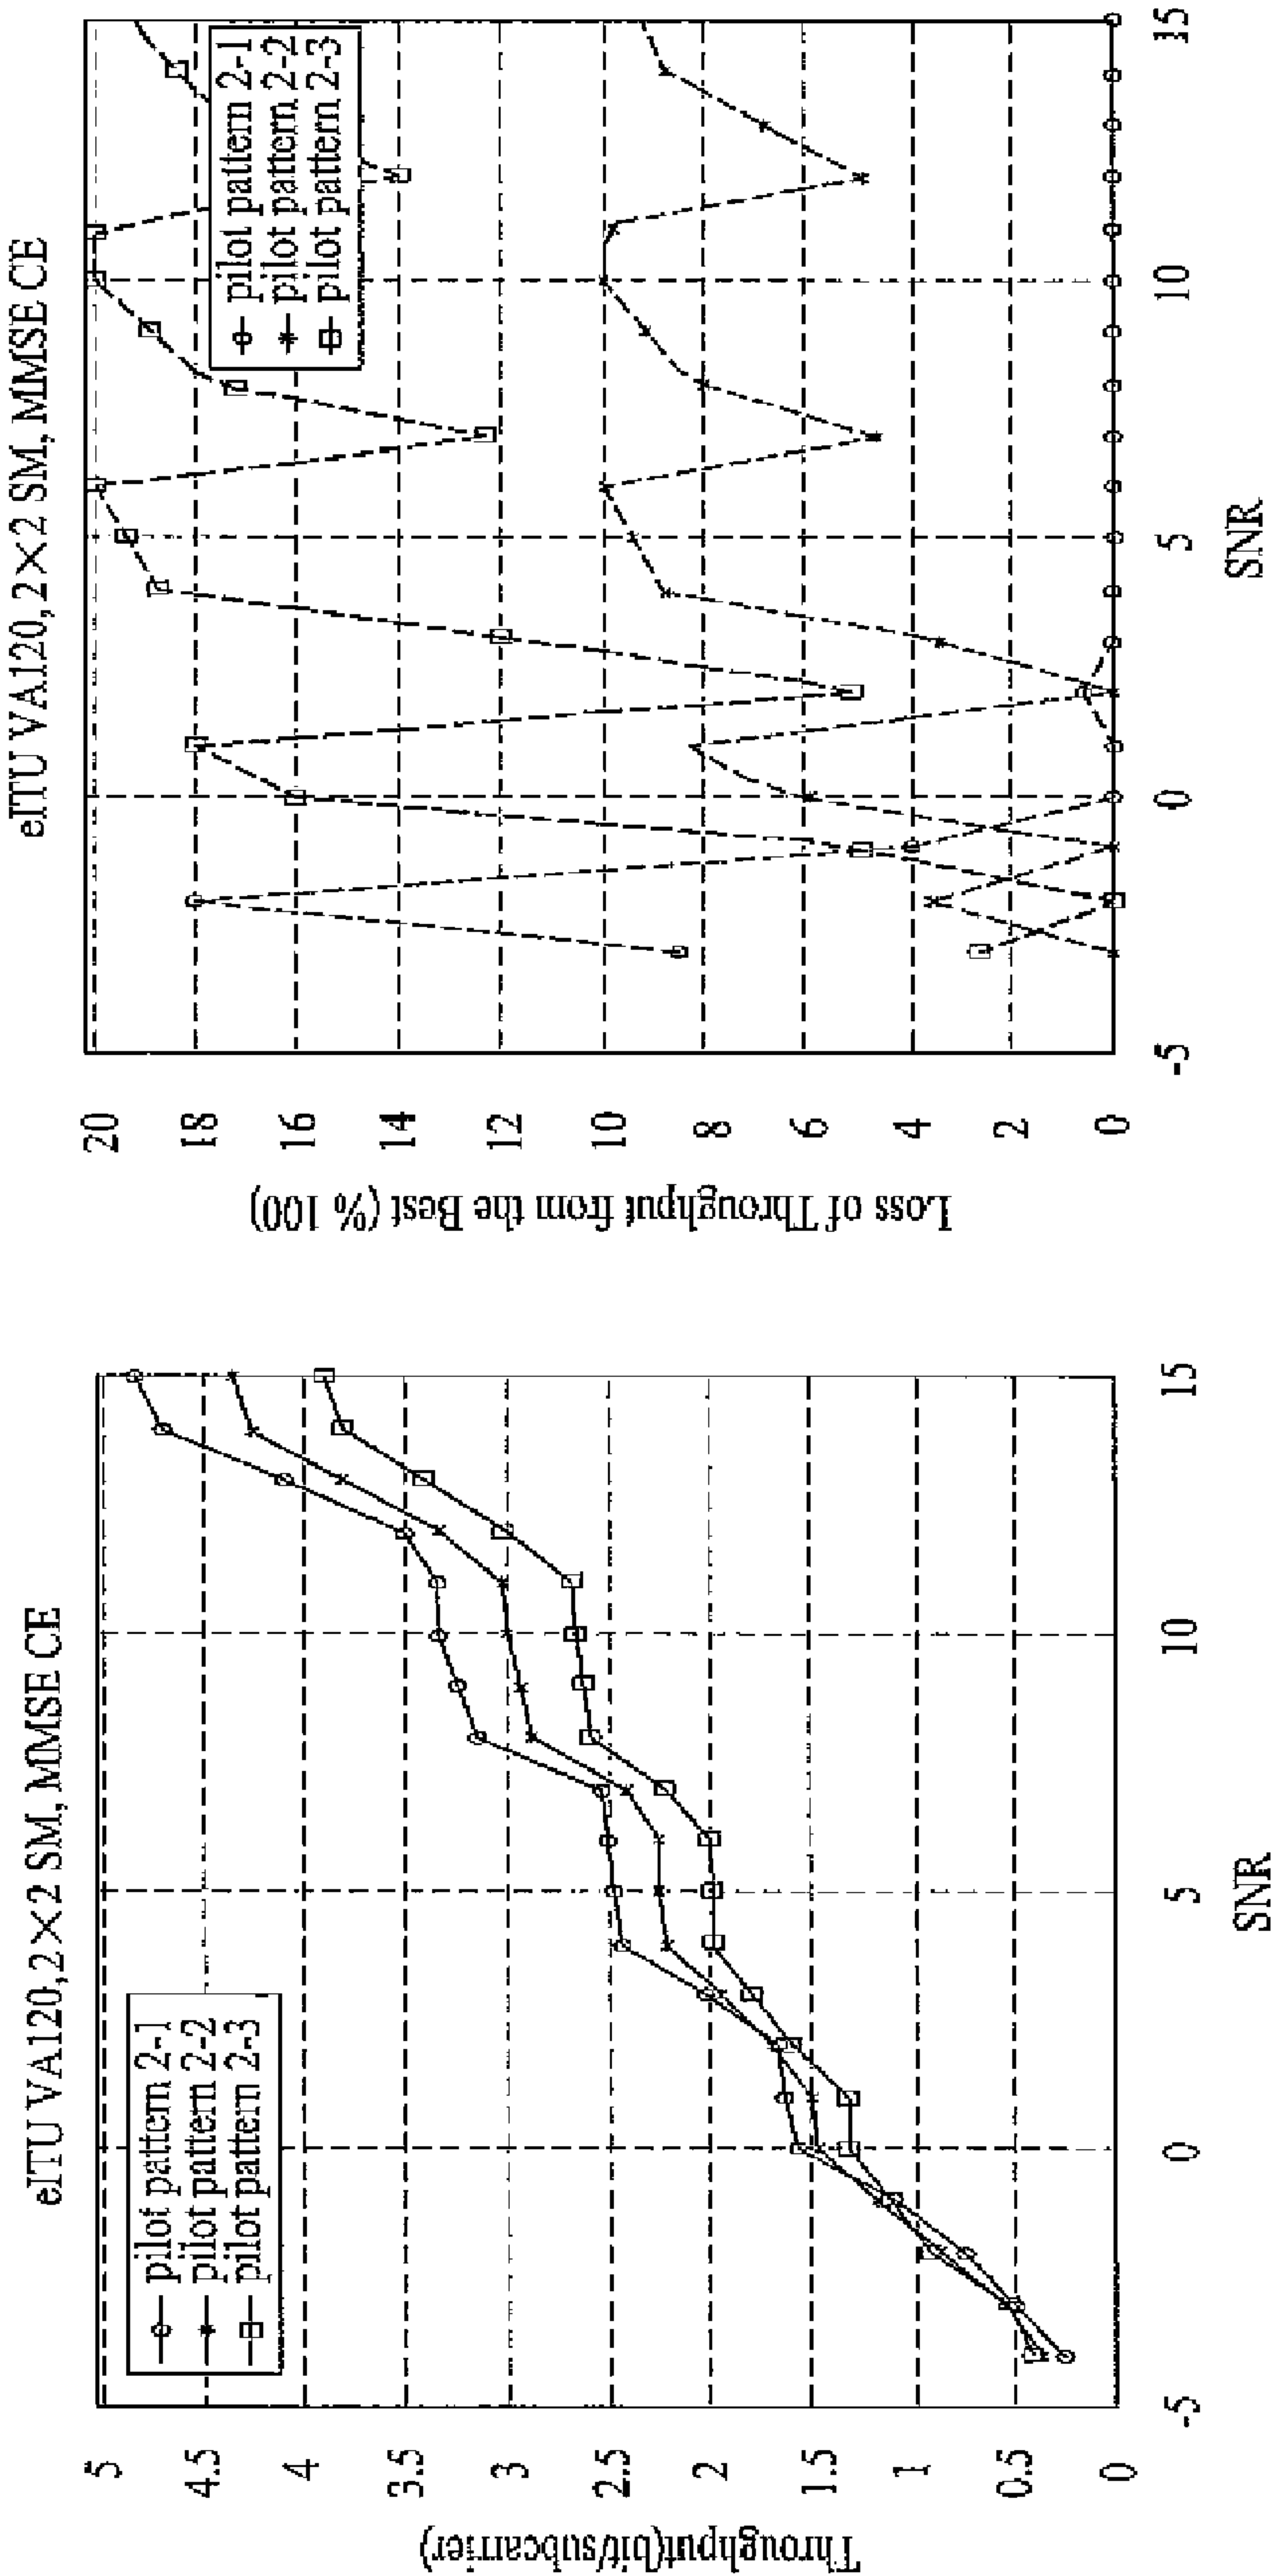 eITU VA120, 2×2 SM, MMSE CE
Throughput(bit/subcarrier)
5
4.5
4
3.5
3
2.5
2
1.5
1
0.5
0
pilot pattern 2-1
pilot pattern 2-2
pilot pattern 2-3
-5
0
5
10
15
SNR
eITU VA120, 2×2 SM, MMSE CE
Loss of Throughput from the Best (% 100)
20
18
16
14
12
10
8
6
4
2
0
pilot pattern 2-1
pilot pattern 2-2
pilot pattern 2-3
-5
0
5
10
15
SNR